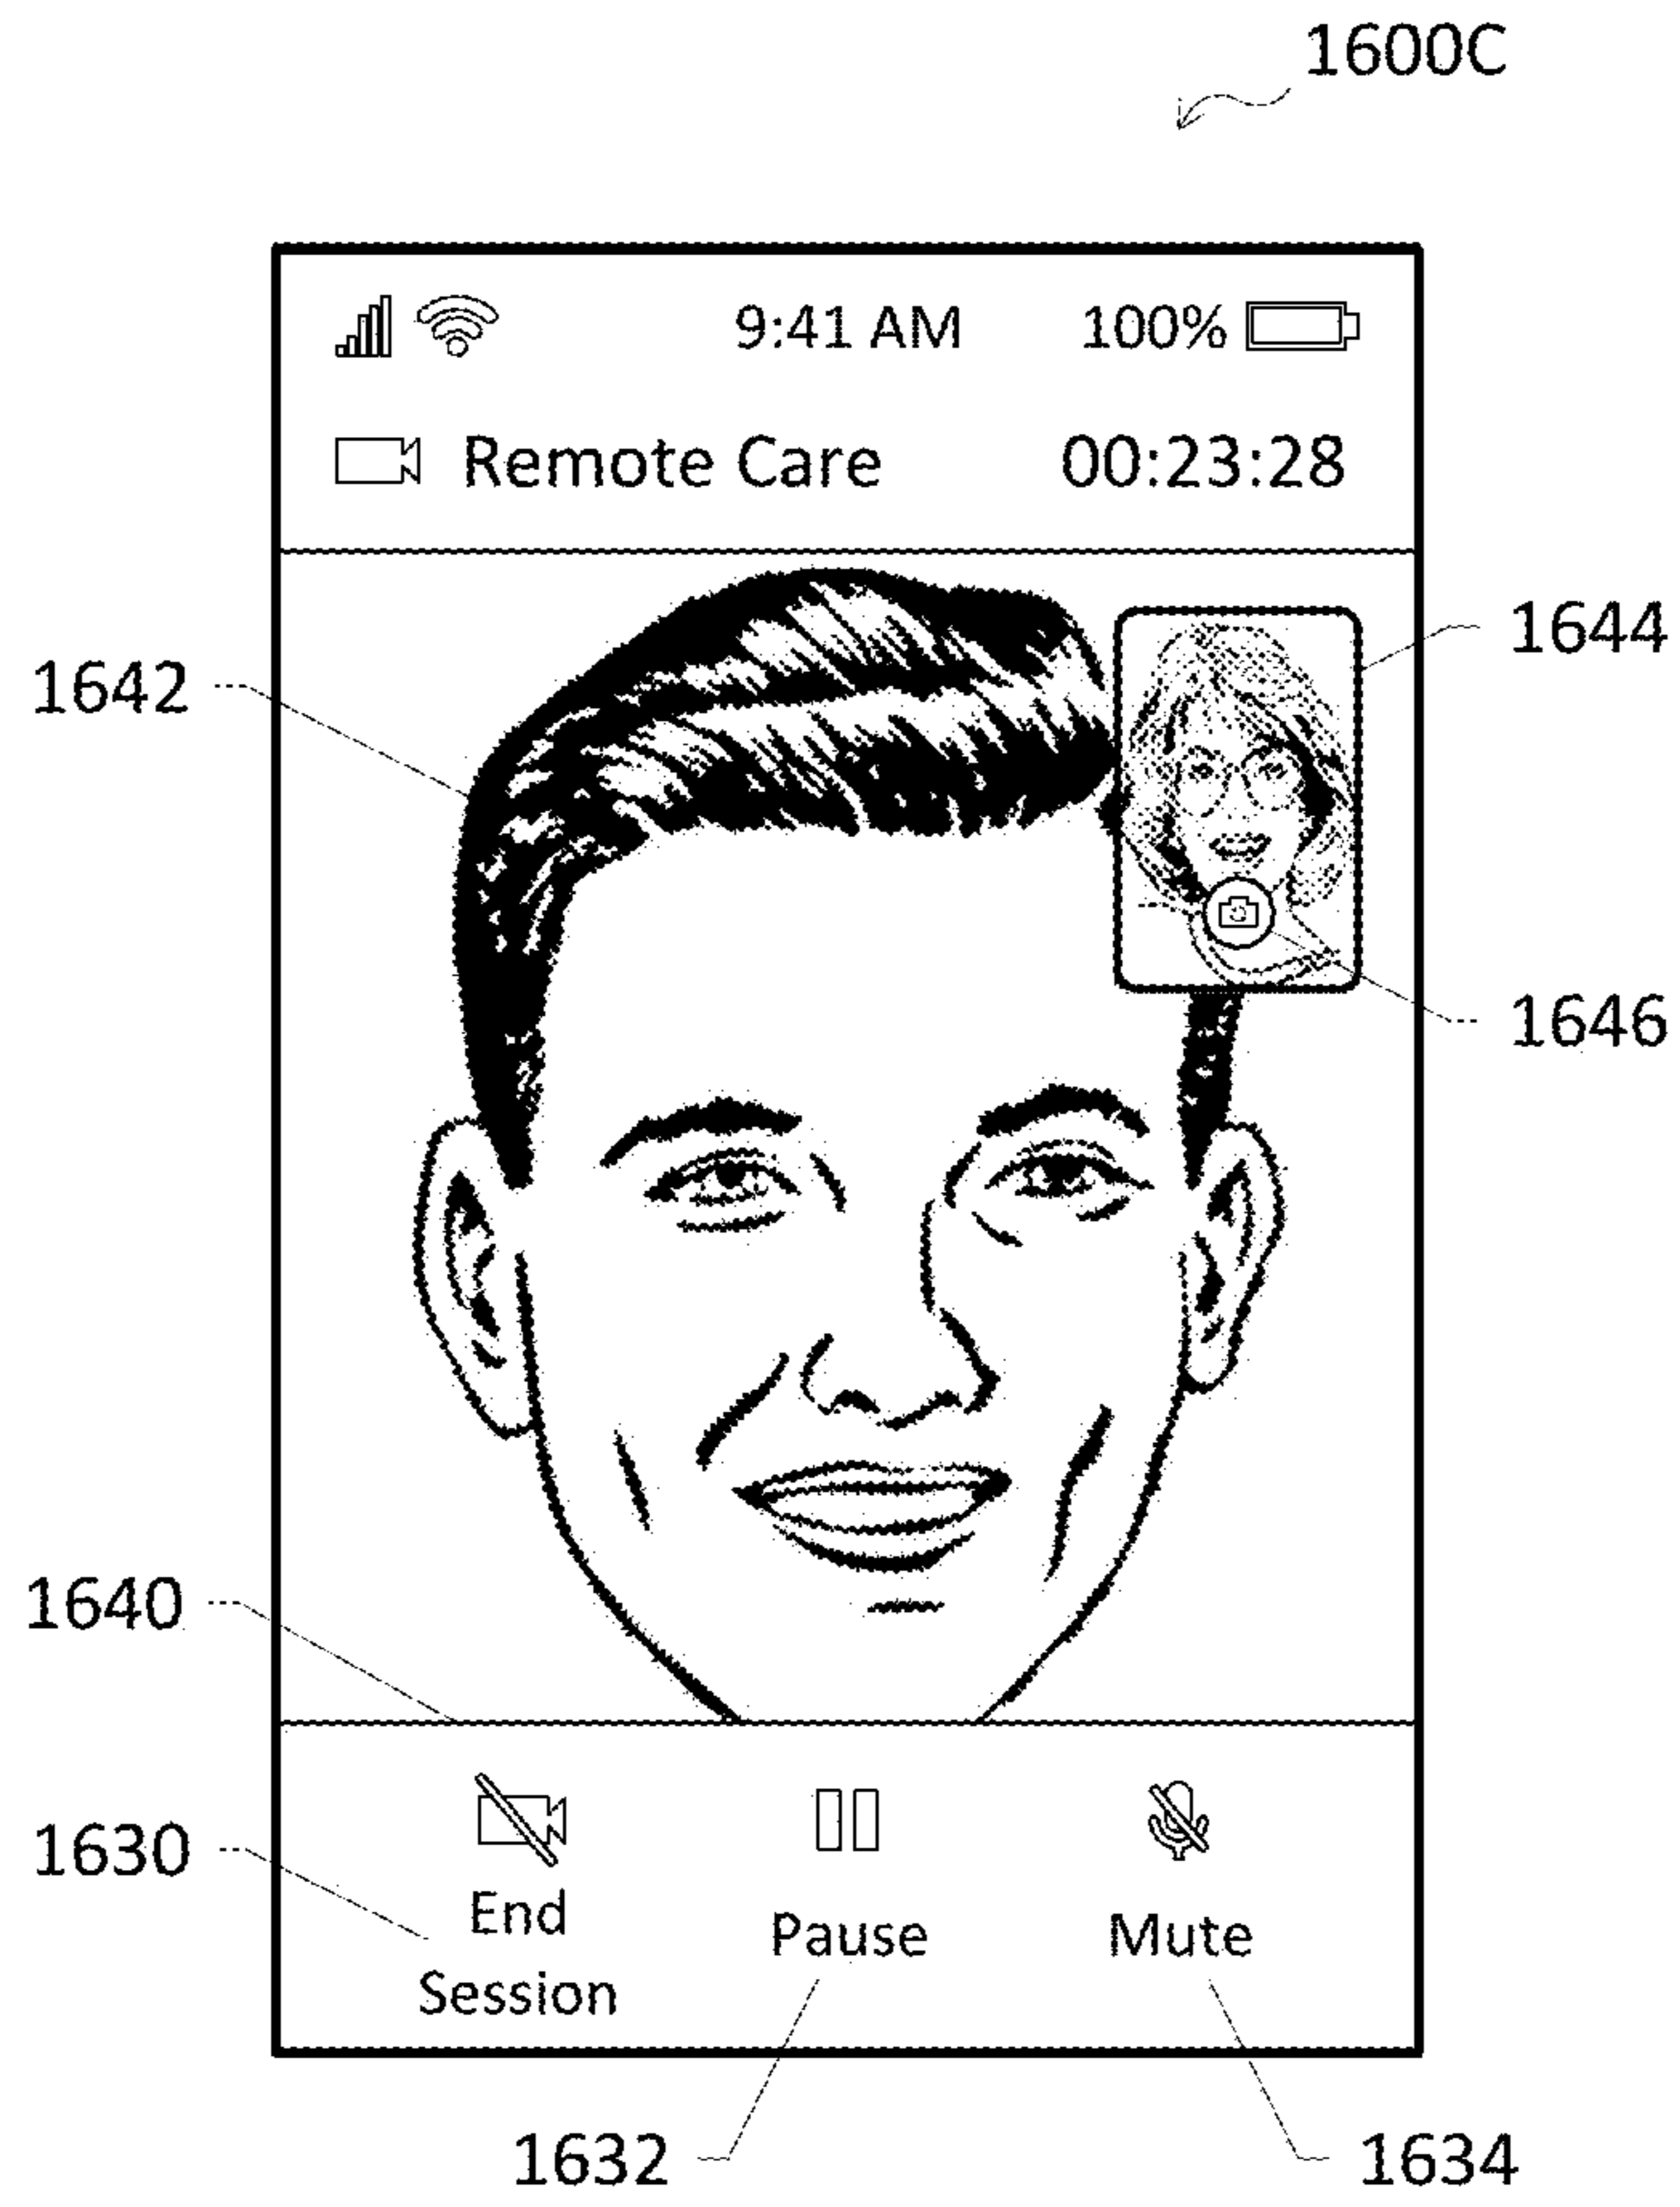 1600C
9:41 AM 100%
Remote Care 00:23:28
1644
1642
1646
1640
1630
End
Session
Pause
Mute
1632
1634